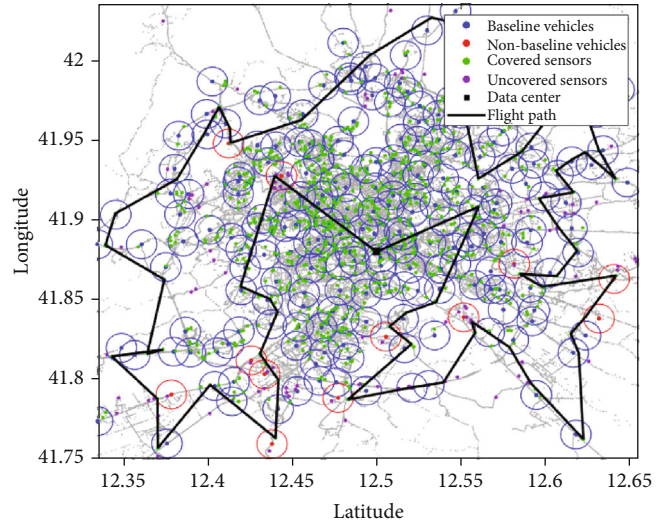 42
41.95
41.9
41.85
41.8
41.75
Longitude
12.35
12.4
12.45
12.5
12.55
12.6
12.65
Latitude
Baseline vehicles
Non-baseline vehicles
Covered sensors
Uncovered sensors
Data center
Flight path